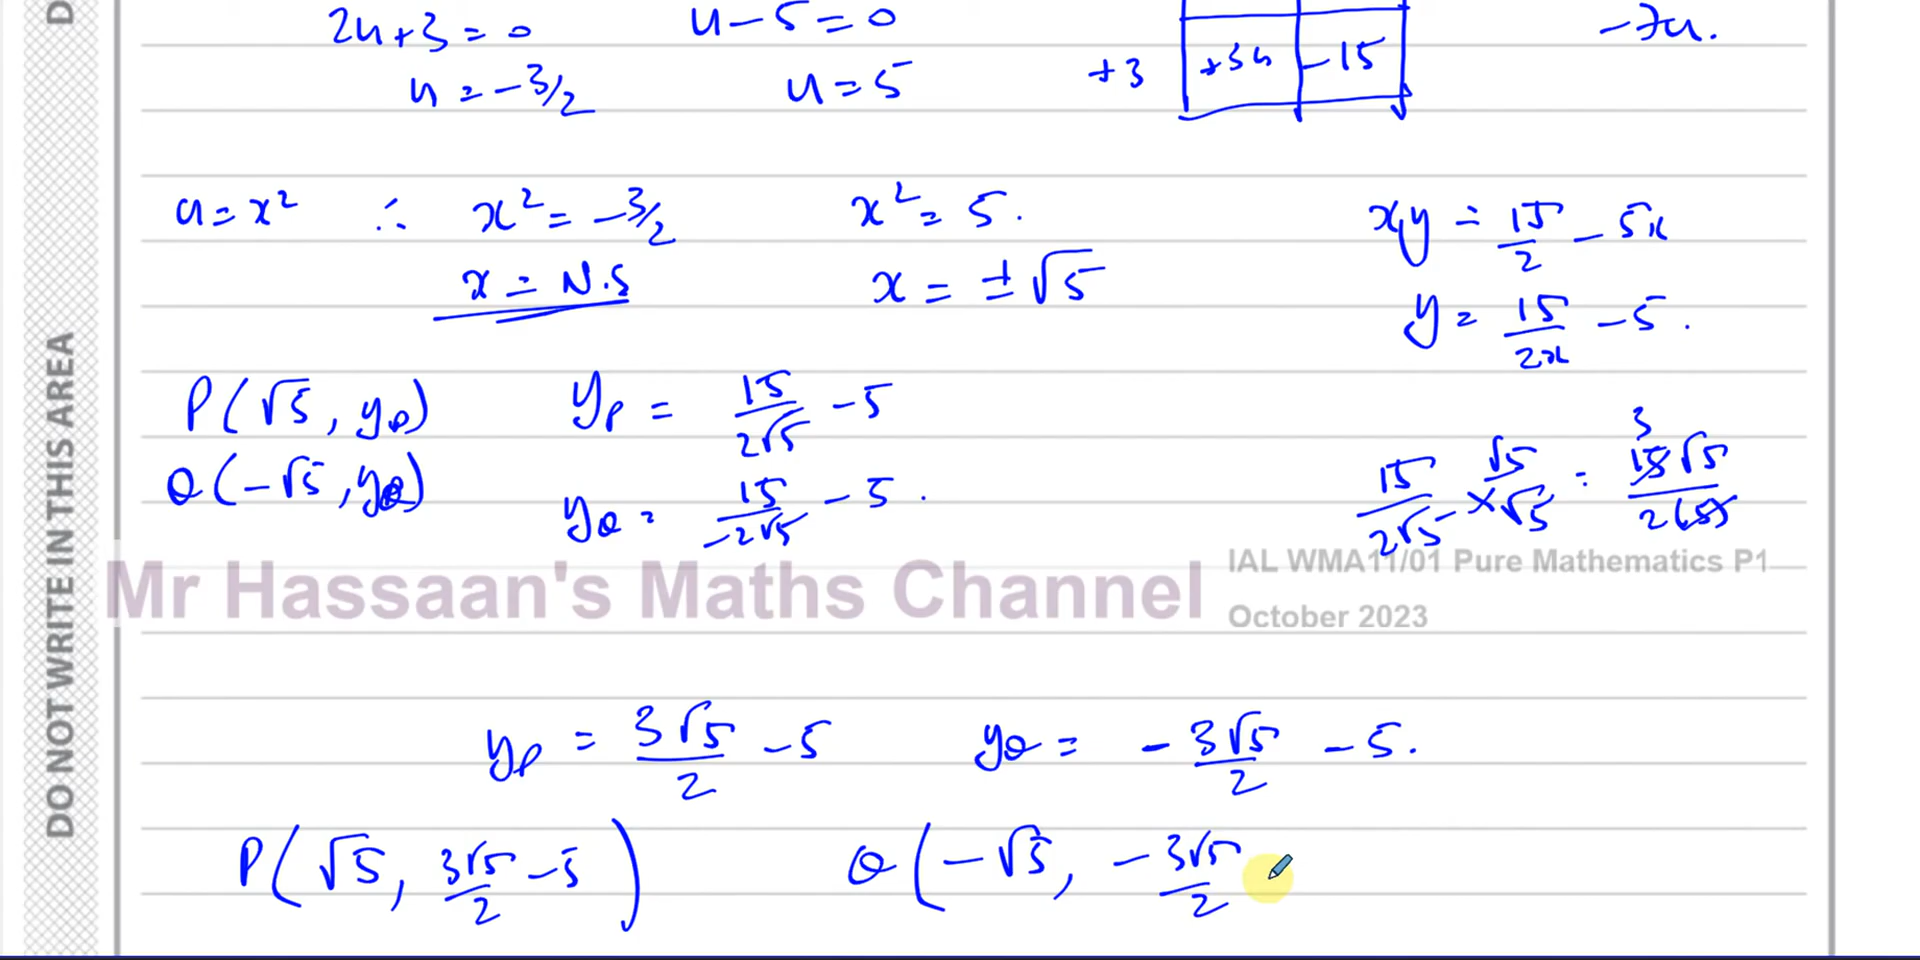 2u+3=0 u-5=0 -7u.
u=-3/2 u=5 +3 +3u -15
u=x² ∴ x²=-3/2 x²=5. xy = 15/2 - 5x
x = N.S x = ±√5 y = 15/2x - 5.
P(√5, yP) yP = 15/2√5 - 5
Q(-√5, yQ) yQ = 15/-2√5 - 5. 15/2√5 × √5/√5 = 3 15√5/2(5)
Mr Hassaan's Maths Channel
IAL WMA11/01 Pure Mathematics P1
October 2023
yP = 3√5/2 - 5 yQ = -3√5/2 - 5.
P(√5, 3√5/2 - 5) Q(-√5, -3√5/2
DO NOT WRITE IN THIS AREA
D